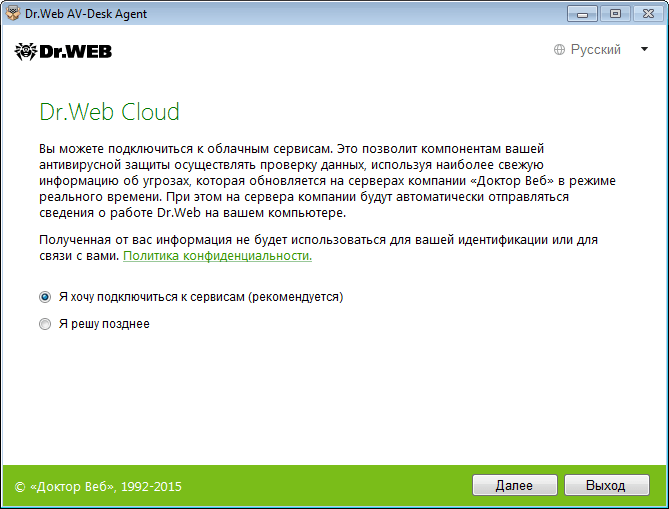 Dr.Web AV-Desk Agent
Dr.WEB
Русский
Dr.Web Cloud
Вы можете подключиться к облачным сервисам. Это позволит компонентам вашей
антивирусной защиты осуществлять проверку данных, используя наиболее свежую
информацию об угрозах, которая обновляется на серверах компании «Доктор Веб» в режиме
реального времени. При этом на сервера компании будут автоматически отправляться
сведения о работе Dr.Web на вашем компьютере.
Полученная от вас информация не будет использоваться для вашей идентификации или для
связи с вами. Политика конфиденциальности.
Я хочу подключиться к сервисам (рекомендуется)
Я решу позднее
© «Доктор Веб», 1992-2015
Далее
Выход